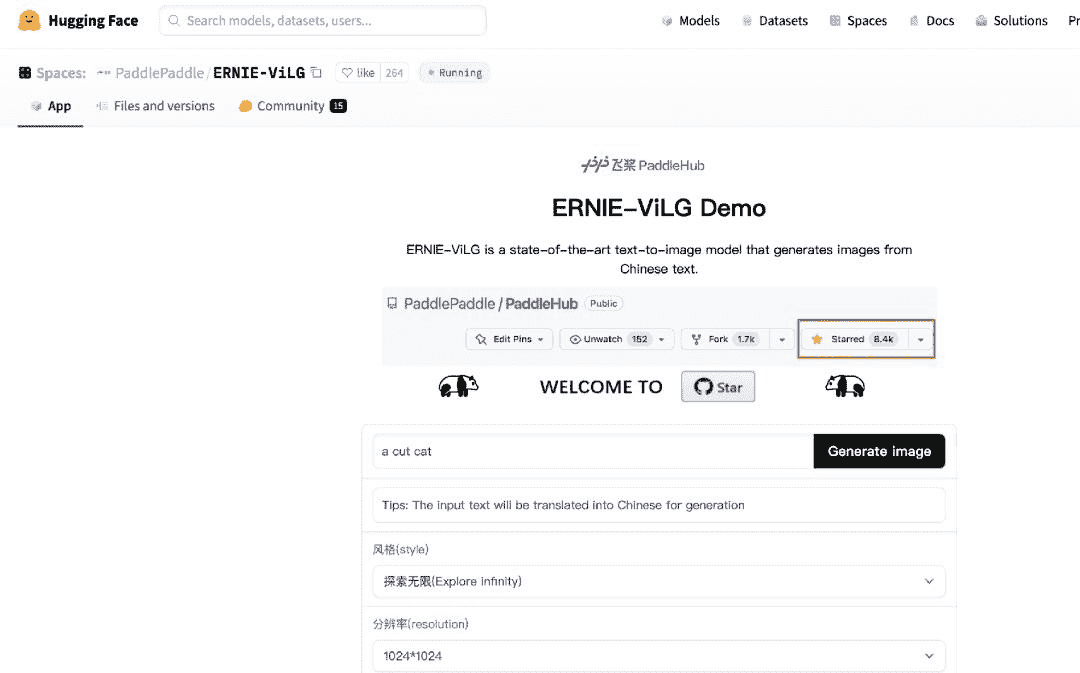 Hugging Face Search models, datasets, users... Models Datasets Spaces Docs Solutions Pr
Spaces: PaddlePaddle/ERNIE-ViLG like 264 Running
App Files and versions Community 15
飞桨 PaddleHub
ERNIE-ViLG Demo
ERNIE-ViLG is a state-of-the-art text-to-image model that generates images from
Chinese text.
PaddlePaddle / PaddleHub Public
Edit Pins Unwatch 152 Fork 1.7k Starred 8.4k
WELCOME TO Star
a cut cat Generate image
Tips: The input text will be translated into Chinese for generation
风格(style)
探索无限(Explore infinity)
分辨率(resolution)
1024*1024